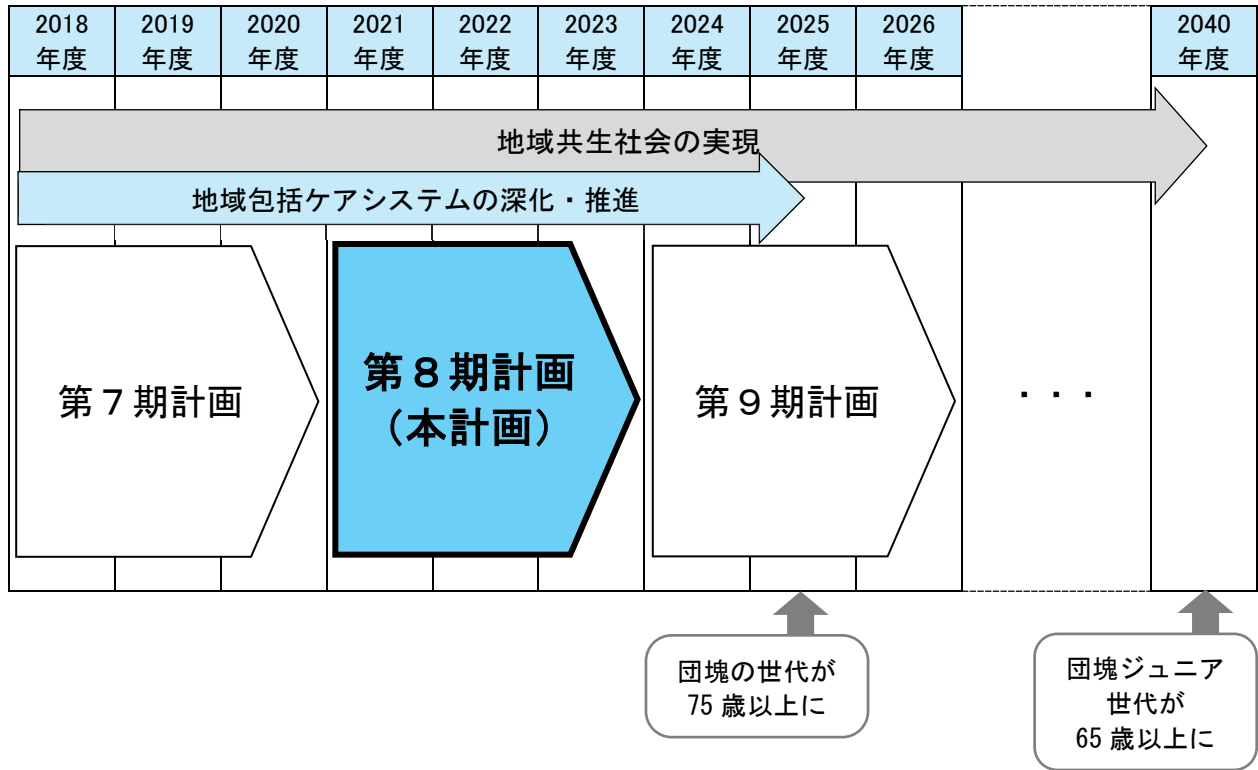 2018
年度
2019
年度
2020
年度
2021
年度
2022
年度
2023
年度
2024
年度
2025
年度
2026
年度
2040
年度
地域共生社会の実現
地域包括ケアシステムの深化・推進
第７期計画
第８期計画
（本計画）
第９期計画
・・・
団塊の世代が
75 歳以上に
団塊ジュニア
世代が
65 歳以上に